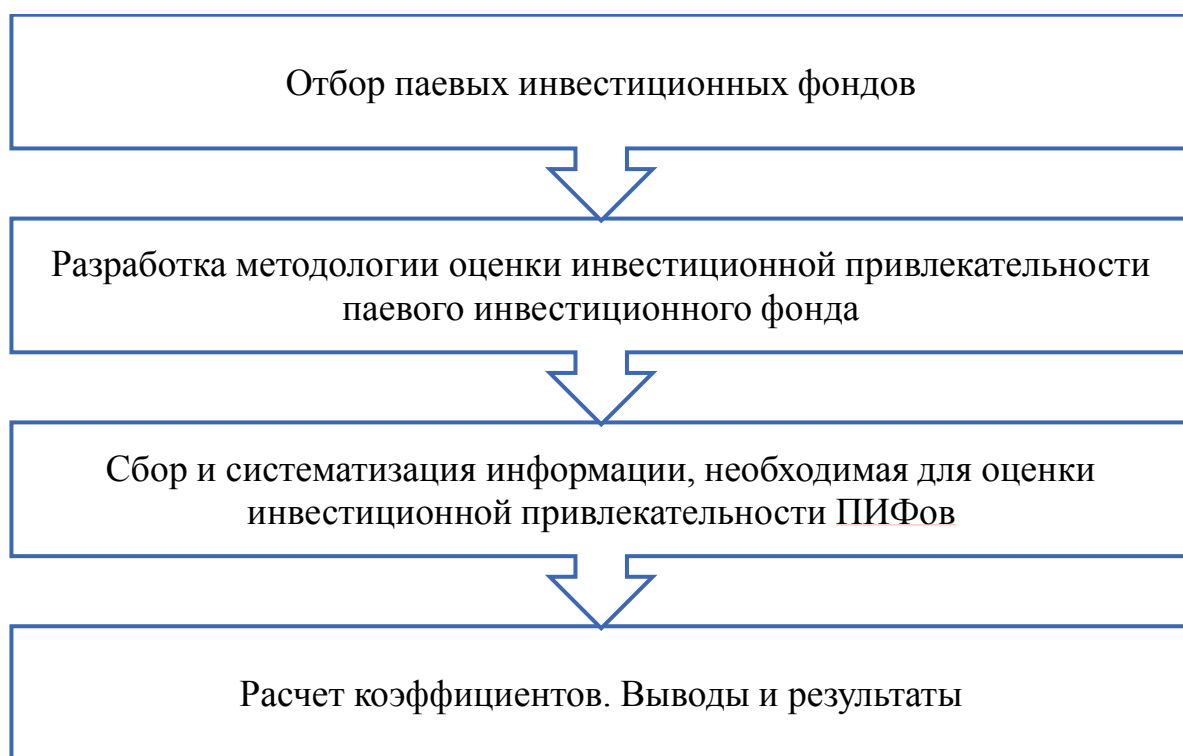 Отбор паевых инвестиционных фондов
Разработка методологии оценки инвестиционной привлекательности
паевого инвестиционного фонда
Сбор и систематизация информации, необходимая для оценки
инвестиционной привлекательности ПИФов
Расчет коэффициентов. Выводы и результаты